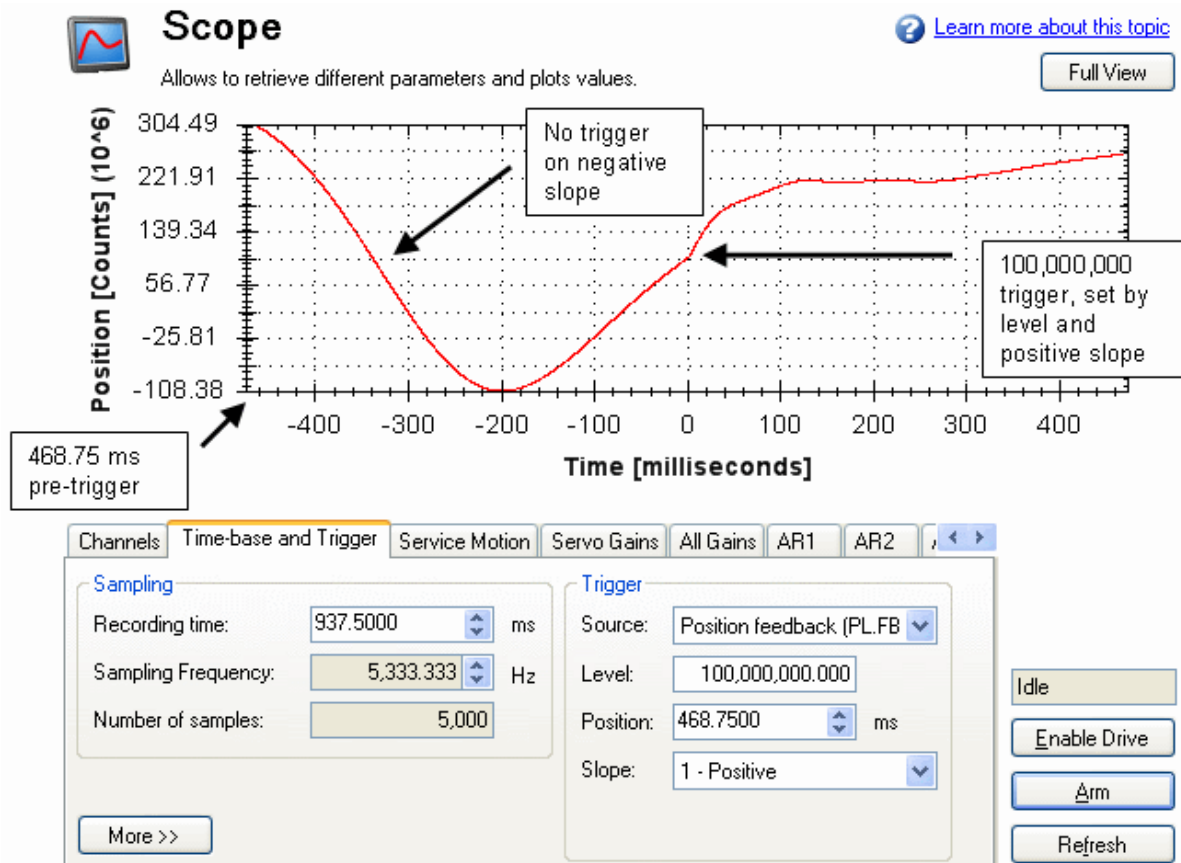 Scope
Learn more about this topic
Allows to retrieve different parameters and plots values.
Full View
Position [Counts] (10^6)
304.49
221.91
139.34
56.77
-25.81
-108.38
No trigger
on negative
slope
100,000,000
trigger, set by
level and
positive slope
-400
-300
-200
-100
0
100
200
300
400
Time [milliseconds]
468.75 ms
pre-trigger
Channels
Time-base and Trigger
Service Motion
Servo Gains
All Gains
AR1
AR2
Sampling
Recording time:
937.5000
ms
Sampling Frequency:
5,333.333
Hz
Number of samples:
5,000
More >>
Trigger
Source:
Position feedback (PL.FB
Level:
100,000,000.000
Position:
468.7500
ms
Slope:
1 - Positive
Idle
Enable Drive
Arm
Refresh